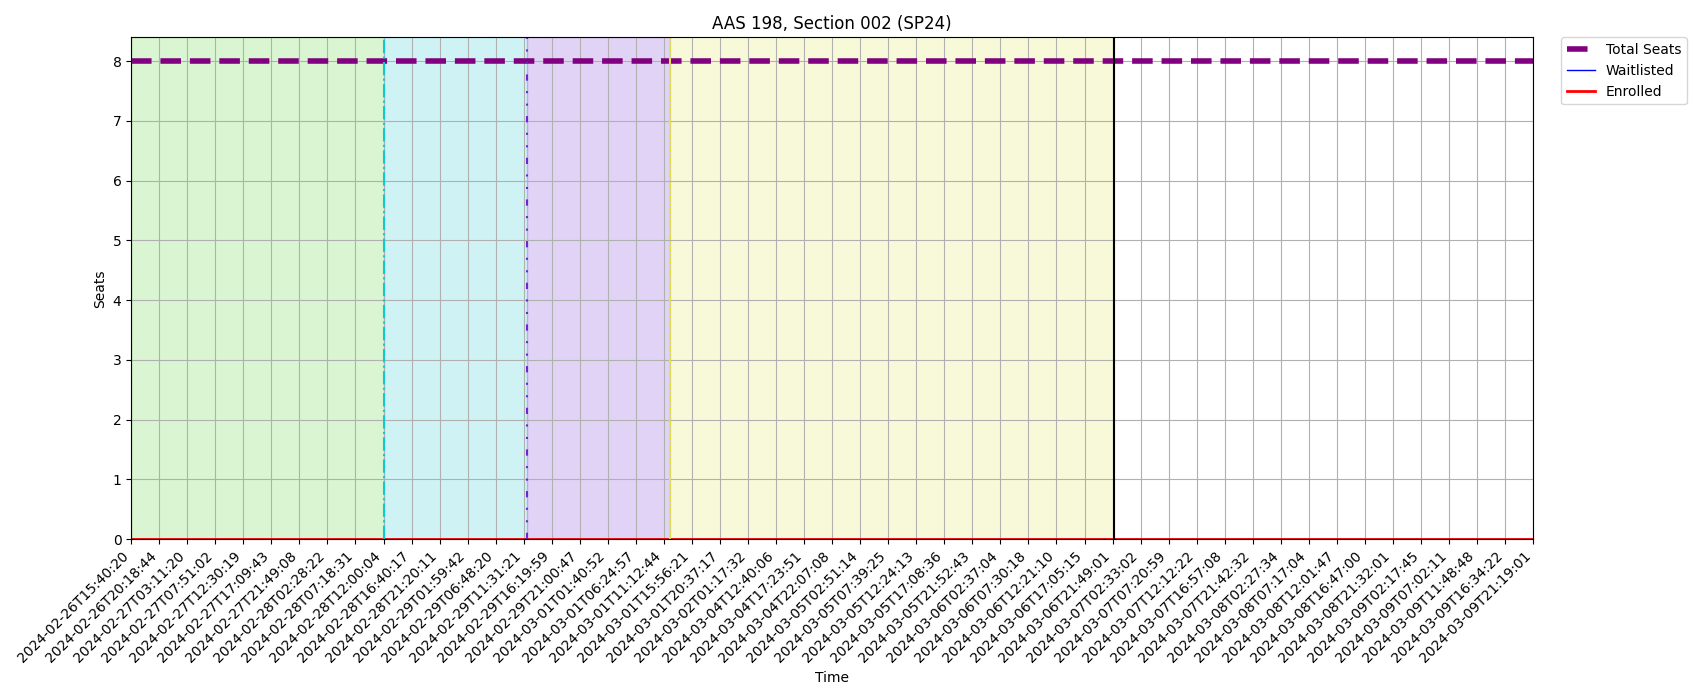 AAS 198, Section 002 (SP24)
Total Seats
Waitlisted
Enrolled
Seats
8
7
6
5
4
3
2
1
0
2024-02-26T15:40:20
2024-02-26T20:18:44
2024-02-27T03:11:20
2024-02-27T07:51:02
2024-02-27T12:30:19
2024-02-27T17:09:43
2024-02-27T21:49:08
2024-02-28T02:28:22
2024-02-28T07:18:31
2024-02-28T12:00:04
2024-02-28T16:40:17
2024-02-28T21:20:11
2024-02-29T01:59:42
2024-02-29T06:48:20
2024-02-29T11:31:21
2024-02-29T16:19:59
2024-02-29T21:00:47
2024-03-01T01:40:52
2024-03-01T06:24:57
2024-03-01T11:12:44
2024-03-01T15:56:21
2024-03-01T20:37:17
2024-03-02T01:17:32
2024-03-04T12:40:06
2024-03-04T17:23:51
2024-03-04T22:07:08
2024-03-05T02:51:14
2024-03-05T07:39:25
2024-03-05T12:24:13
2024-03-05T17:08:36
2024-03-05T21:52:43
2024-03-06T02:37:04
2024-03-06T07:30:18
2024-03-06T12:21:10
2024-03-06T17:05:15
2024-03-06T21:49:01
2024-03-07T02:33:02
2024-03-07T07:20:59
2024-03-07T12:12:22
2024-03-07T16:57:08
2024-03-07T21:42:32
2024-03-08T02:27:34
2024-03-08T07:17:04
2024-03-08T12:01:47
2024-03-08T16:47:00
2024-03-08T21:32:01
2024-03-09T02:17:45
2024-03-09T07:02:11
2024-03-09T11:48:48
2024-03-09T16:34:22
2024-03-09T21:19:01
Time